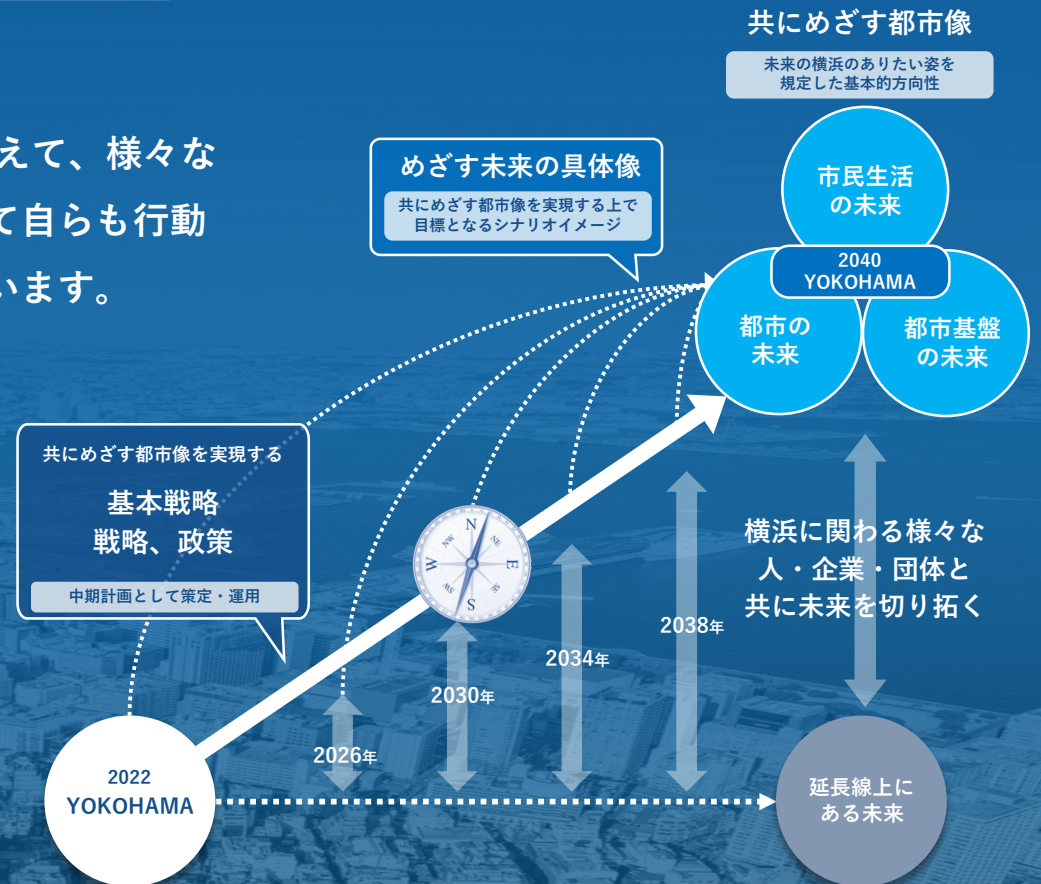 共にめざす都市像
未来の横浜のありたい姿を
規定した基本的方向性
えて、様々な
て自らも行動
います。
めざす未来の具体像
共にめざす都市像を実現する上で
目標となるシナリオイメージ
市民生活
の未来
2040
YOKOHAMA
都市の
未来
都市基盤
の未来
共にめざす都市像を実現する
基本戦略
戦略、政策
中期計画として策定・運用
N
NE
E
SE
S
SW
W
NW
横浜に関わる様々な
人・企業・団体と
共に未来を切り拓く
2026年
2030年
2034年
2038年
2022
YOKOHAMA
延長線上に
ある未来